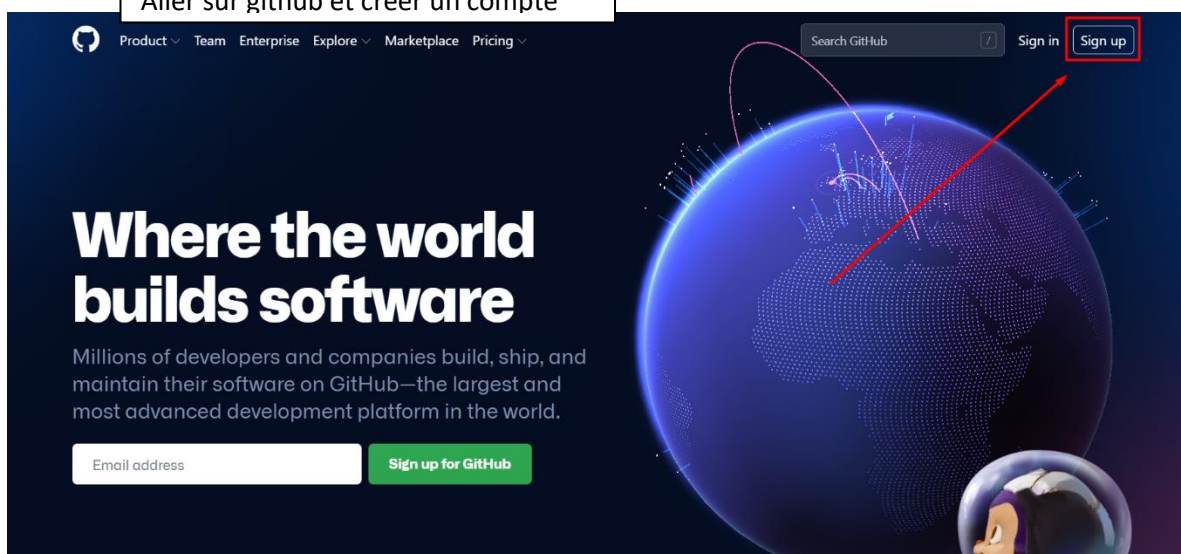 Aller sur github et créer un compte
Product Team Enterprise Explore Marketplace Pricing Search GitHub / Sign in Sign up
Where the world
builds software
Millions of developers and companies build, ship, and
maintain their software on GitHub—the largest and
most advanced development platform in the world.
Email address Sign up for GitHub